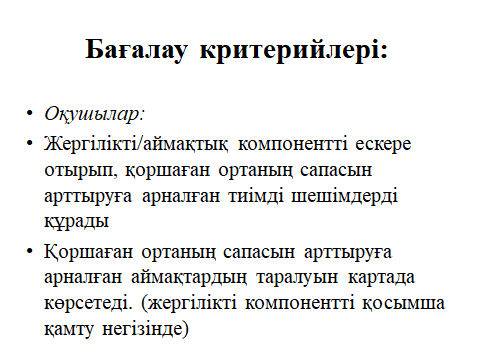 Бағалау критерийлері:
• Оқушылар:
• Жергілікті/аймақтық компонентті ескере
отырып, қоршаған ортаның сапасын
арттыруға арналған тиімді шешімдерді
құрады
• Қоршаған ортаның сапасын арттыруға
арналған аймақтардың таралуын картада
көрсетеді. (жергілікті компонентті қосымша
қамту негізінде)